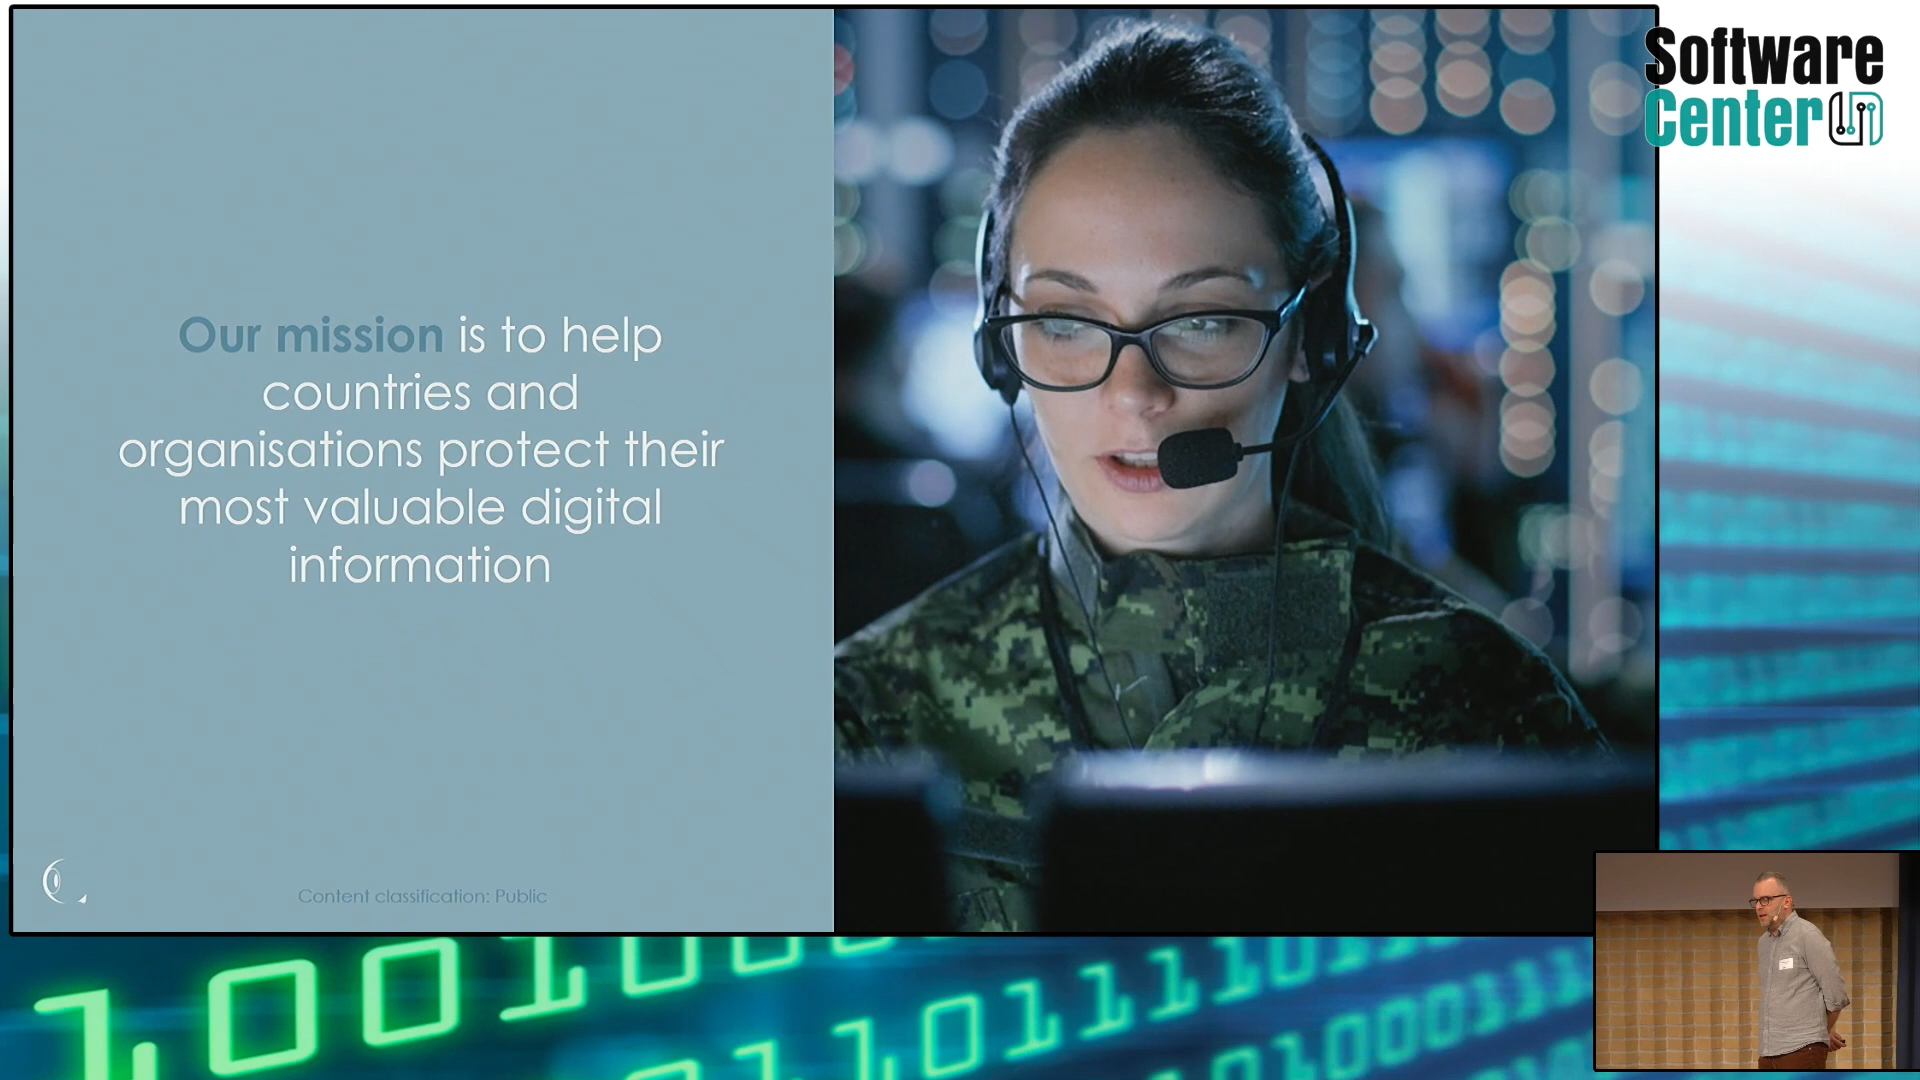 Our mission is to help
countries and
organisations protect their
most valuable digital
information
Content classification: Public
Software
Center